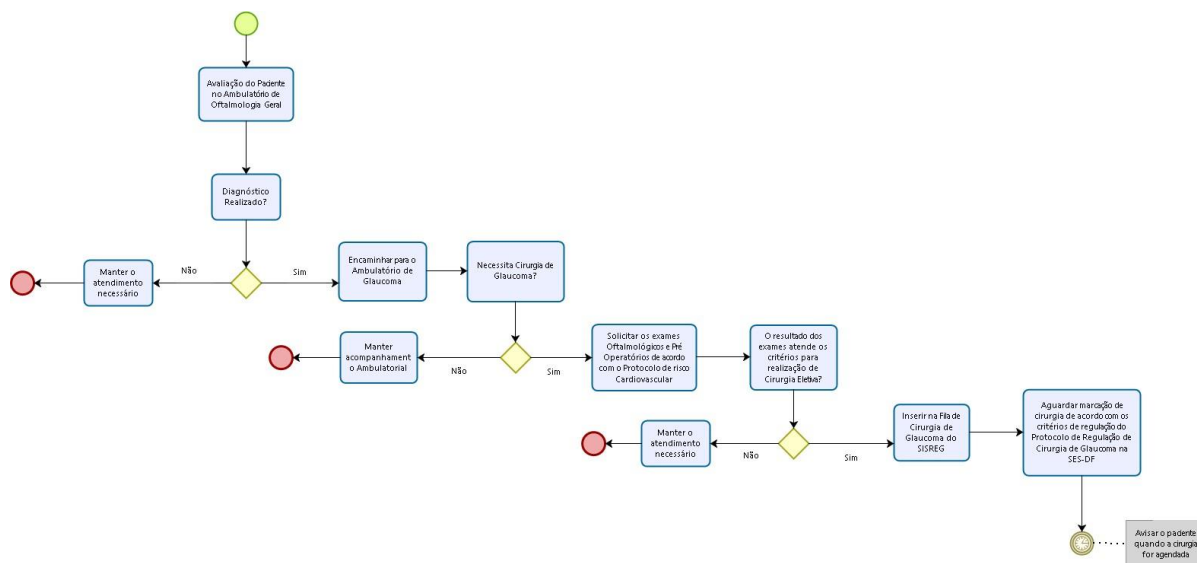 Avaliação do Paciente
no Ambulatório de
Oftalmologia Geral
Diagnóstico
Realizado?
Não
Sim
Manter o
atendimento
necessário
Encaminhar para o
Ambulatório de
Glaucoma
Necessita Cirurgia de
Glaucoma?
Não
Sim
Manter
acompanhament
o Ambulatorial
Solicitar os exames
Oftalmológicos e Pré
Operatórios de acordo
com o Protocolo de risco
Cardiovascular
O resultado dos
exames atende os
critérios para
realização de
Cirurgia Eletiva?
Não
Sim
Manter o
atendimento
necessário
Inserir na Fila de
Cirurgia de
Glaucoma do
SISREG
Aguardar marcação de
cirurgia de acordo com os
critérios de regulação do
Protocolo de Regulação de
Cirurgia de Glaucoma na
SES-DF
Avisar o paciente
quando a cirurgia
for agendada